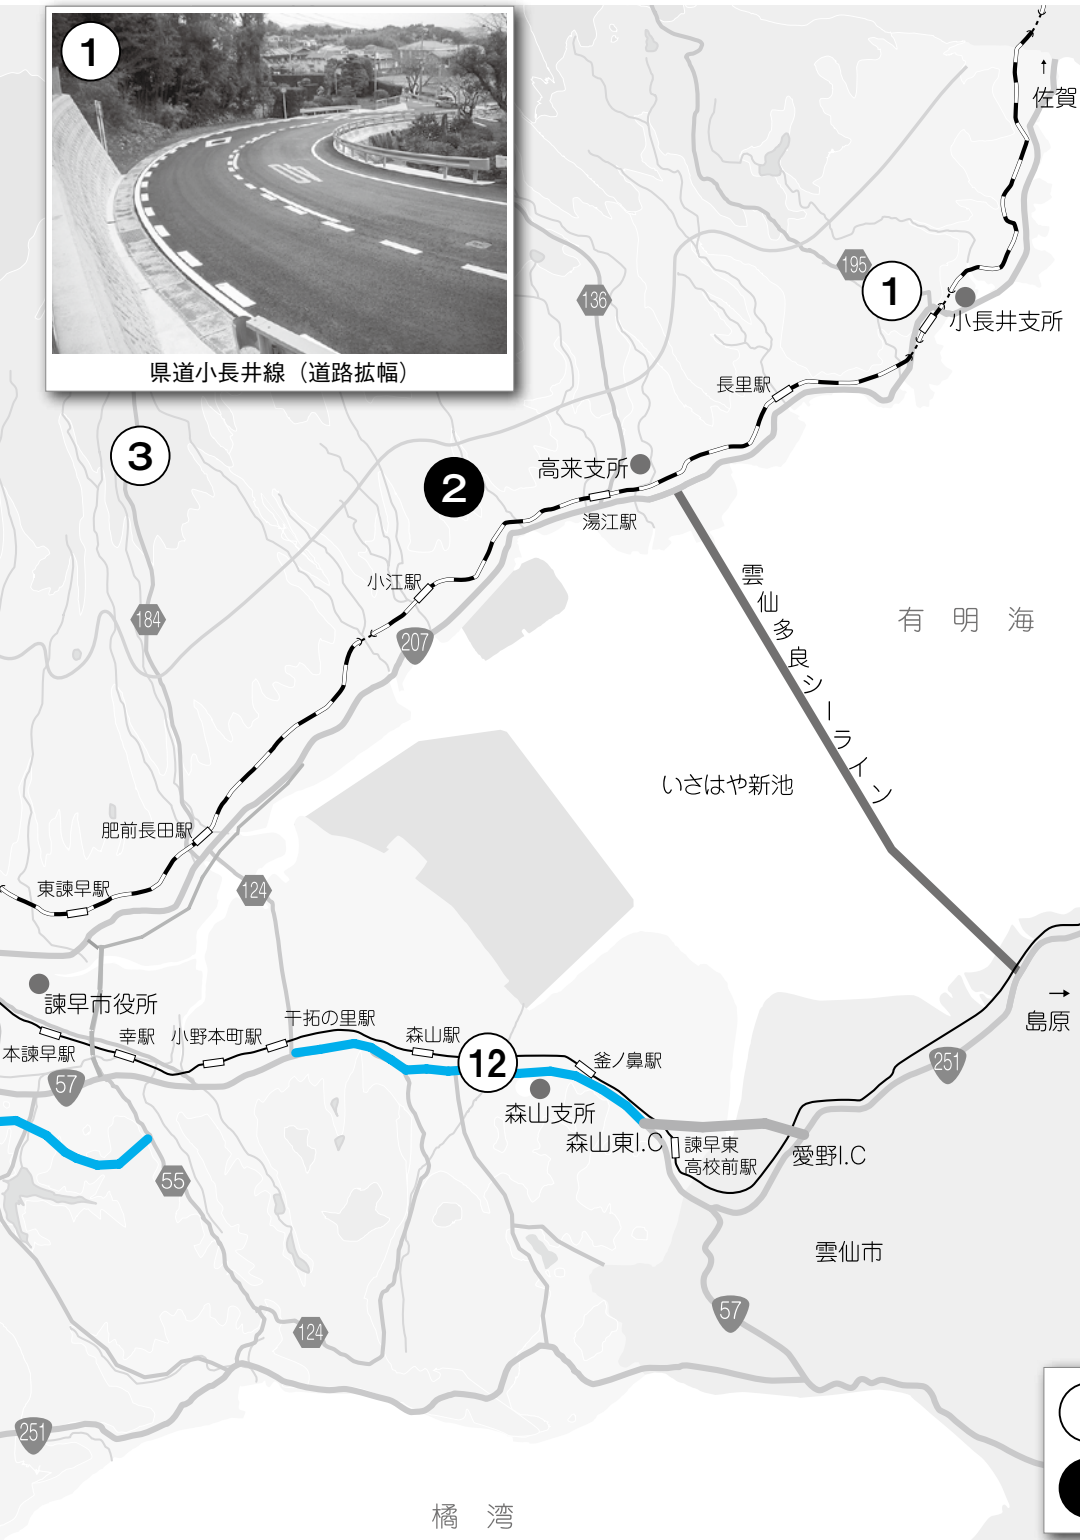 1
県道小長井線（道路拡幅）
佐賀
195
1
小長井支所
136
長里駅
3
高来支所
2
湯江駅
小江駅
184
207
雲仙多良シーライン
有明海
いさはや新池
肥前長田駅
東諫早駅
124
諫早市役所
干拓の里駅
小野本町駅
幸駅
本諫早駅
森山駅
12
釜ノ鼻駅
島原
251
57
森山支所
森山東I.C
諫早東
高校前駅
愛野I.C
55
雲仙市
57
124
251
橘湾